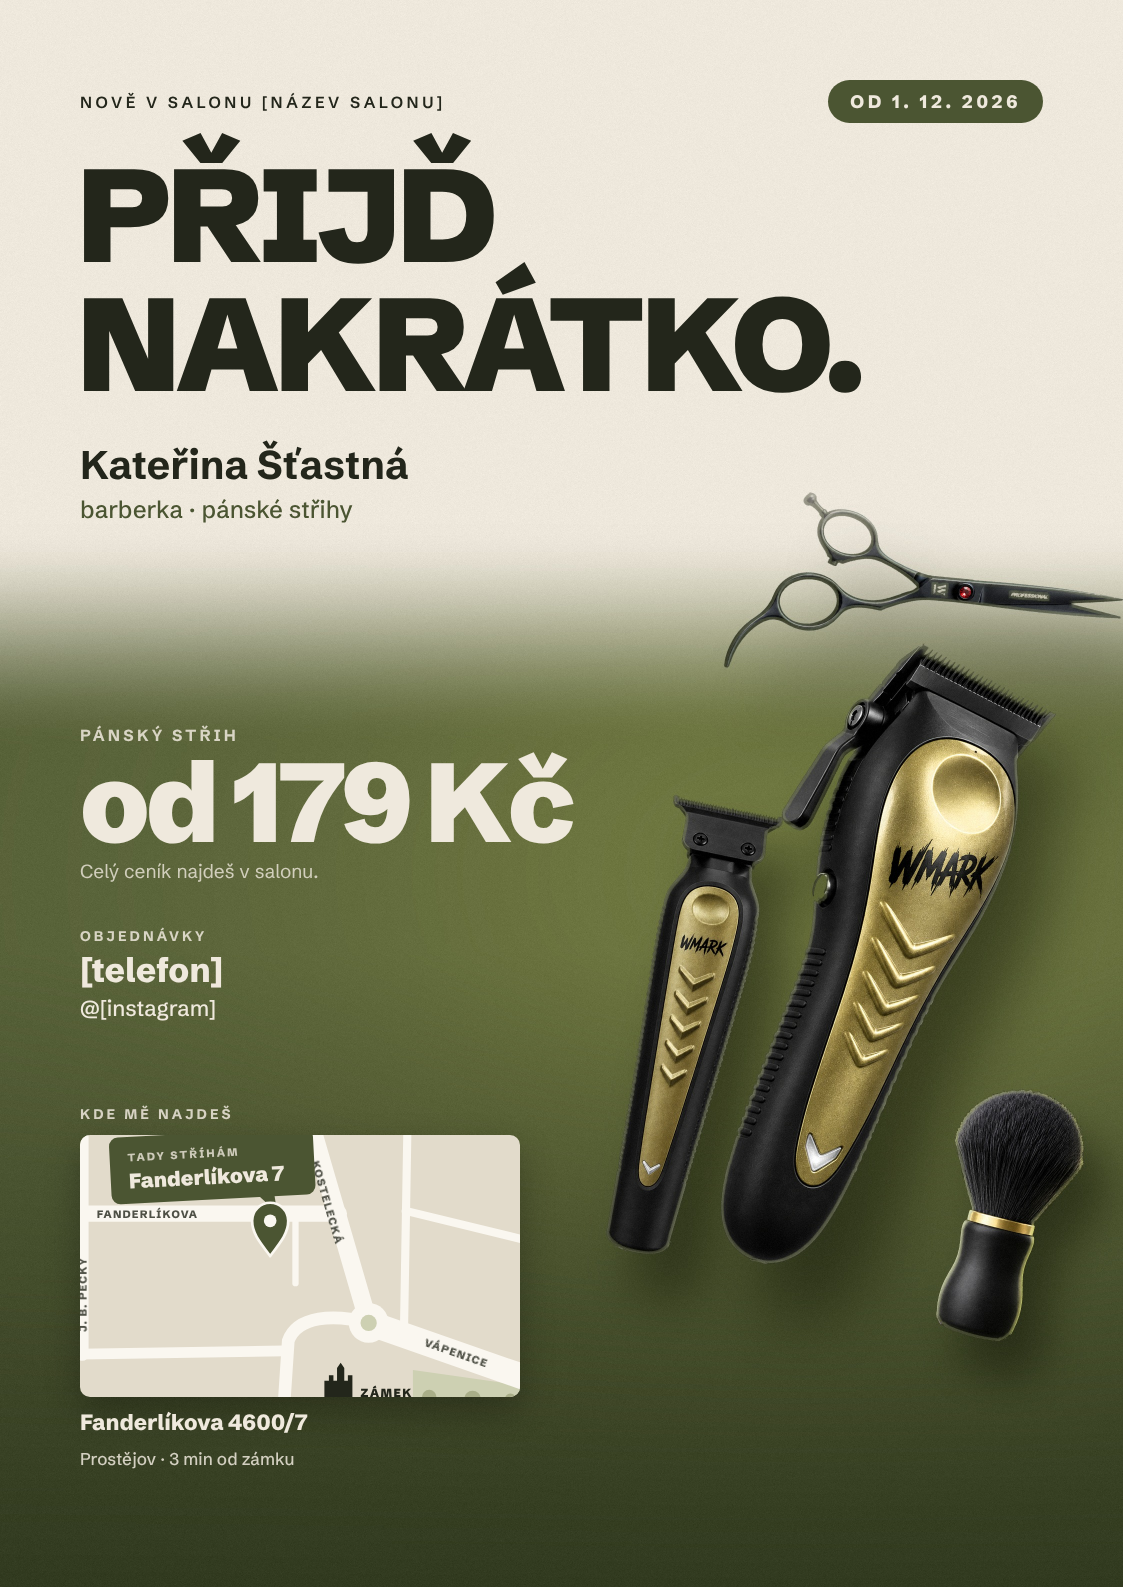 NOVĚ V SALONU [NÁZEV SALONU]
OD 1. 12. 2026
PŘIJĎ
NAKRÁTKO.
Kateřina Šťastná
barberka · pánské střihy
PROFESSIONAL
PÁNSKÝ STŘIH
od 179 Kč
Celý ceník najdeš v salonu.
WMARK
WMARK
OBJEDNÁVKY
[telefon]
@[instagram]
KDE MĚ NAJDEŠ
TADY STŘÍHÁM
Fanderlíkova 7
FANDERLÍKOVA
KOSTELECKÁ
J. B. PECKY
VÁPENICE
ZÁMEK
Fanderlíkova 4600/7
Prostějov · 3 min od zámku